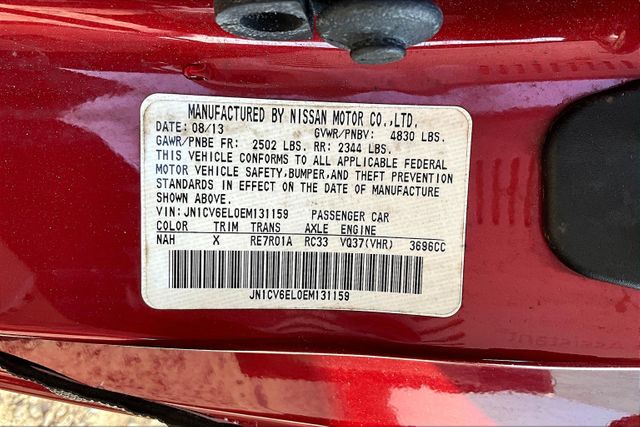 MANUFACTURED BY NISSAN MOTOR CO.,LTD.
DATE: 08/13 GVWR/PNBV: 4830 LBS.
GAWR/PNBE FR: 2502 LBS. RR: 2344 LBS.
THIS VEHICLE CONFORMS TO ALL APPLICABLE FEDERAL
MOTOR VEHICLE SAFETY,BUMPER,AND THEFT PREVENTION
STANDARDS IN EFFECT ON THE DATE OF MANUFACTURE
SHOWN ABOVE.
VIN: JN1CV6EL0EM131159 PASSENGER CAR
COLOR TRIM TRANS AXLE ENGINE
NAH X RE7R01A RC33 VQ37(VHR) 3696CC
JN1CV6EL0EM131159
Assistant